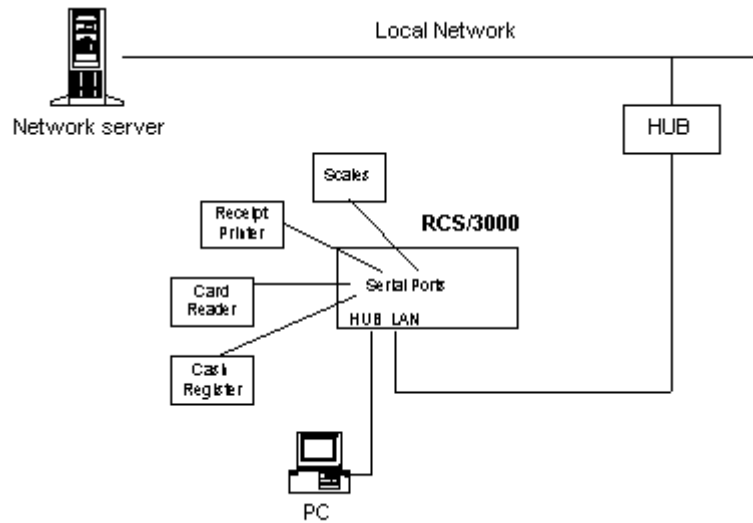 Local Network
Network server
HUB
Scales
Receipt
Printer
RCS/3000
Card
Reader
Serial Ports
HUB LAN
Cash
Register
PC